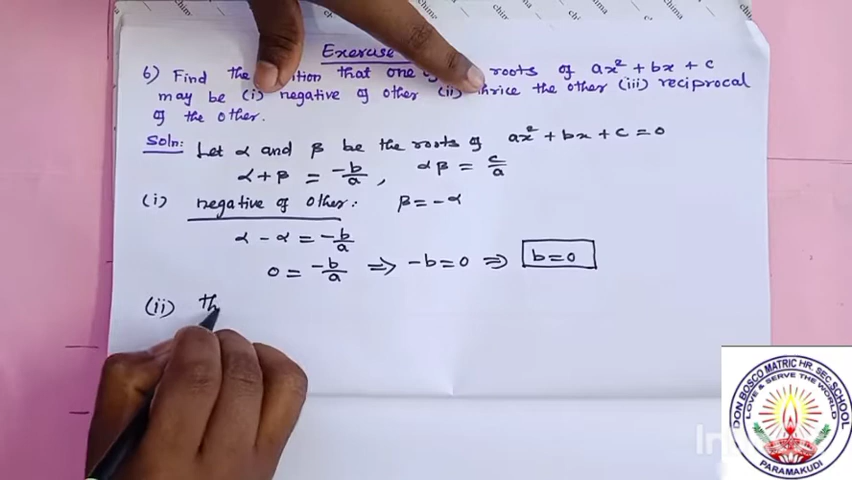 Exercise
6) Find the condition that one of roots of ax² + bx + c
may be (i) negative of other (ii) thrice the other (iii) reciprocal
of the other.
Soln: Let α and β be the roots of ax² + bx + c = 0
α + β = -b/a , αβ = c/a
(i) negative of other: β = -α
α - α = -b/a
0 = -b/a ⇒ -b = 0 ⇒ b = 0
(ii) th
DON BOSCO MATRIC HR. SEC SCHOOL
LOVE & SERVE THE WORLD
PARAMAKUDI